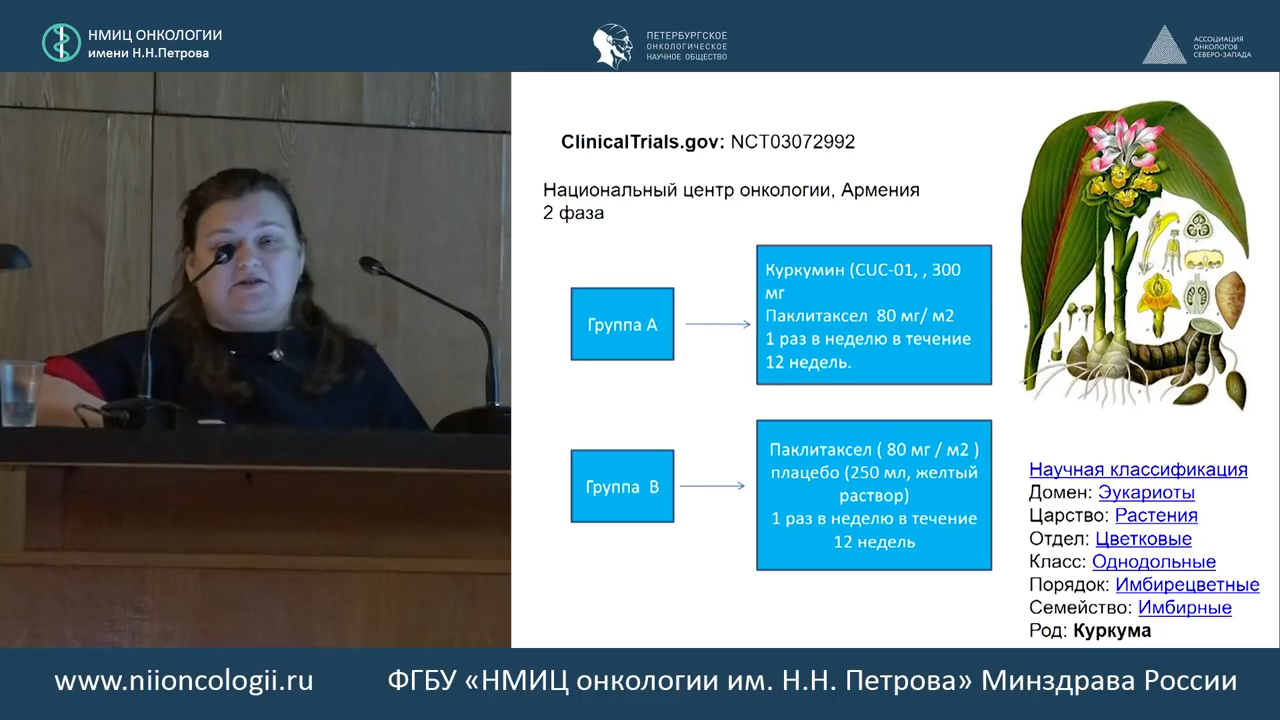 НМИЦ ОНКОЛОГИИ
имени Н.Н.Петрова
ПЕТЕРБУРГСКОЕ
ОНКОЛОГИЧЕСКОЕ
НАУЧНОЕ ОБЩЕСТВО
АССОЦИАЦИЯ
ОНКОЛОГОВ
СЕВЕРО-ЗАПАДА
ClinicalTrials.gov: NCT03072992
Национальный центр онкологии, Армения
2 фаза
Группа А
Куркумин (CUC-01, , 300
мг
Паклитаксел 80 мг/ м2
1 раз в неделю в течение
12 недель.
Группа В
Паклитаксел ( 80 мг / м2 )
плацебо (250 мл, желтый
раствор)
1 раз в неделю в течение
12 недель
Научная классификация
Домен: Эукариоты
Царство: Растения
Отдел: Цветковые
Класс: Однодольные
Порядок: Имбирецветные
Семейство: Имбирные
Род: Куркума
www.niioncologii.ru
ФГБУ «НМИЦ онкологии им. Н.Н. Петрова» Минздрава России